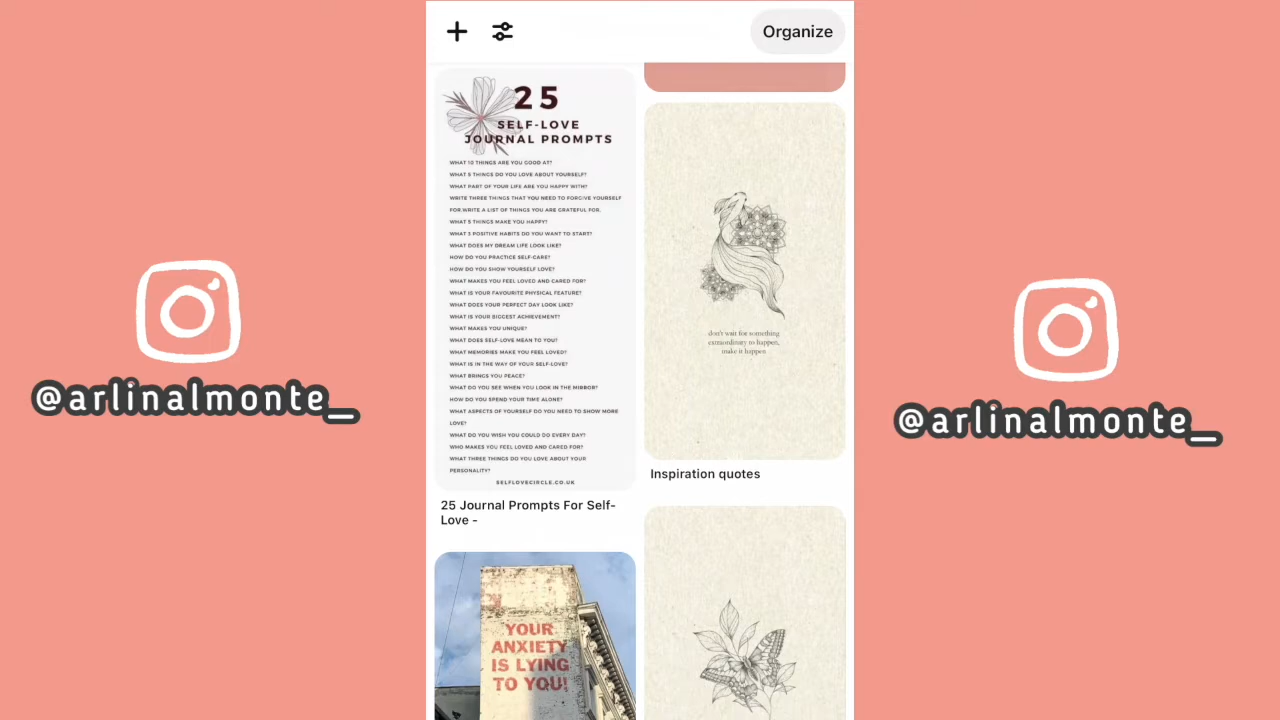 Organize
25
SELF-LOVE
JOURNAL PROMPTS
WHAT 10 THINGS ARE YOU GOOD AT?
WHAT 5 THINGS DO YOU LOVE ABOUT YOURSELF?
WHAT PART OF YOUR LIFE ARE YOU HAPPY WITH?
WRITE THREE THINGS THAT YOU NEED TO FORGIVE YOURSELF
FOR.WRITE A LIST OF THINGS YOU ARE GRATEFUL FOR.
WHAT 5 THINGS MAKE YOU HAPPY?
WHAT 3 POSITIVE HABITS DO YOU WANT TO START?
WHAT DOES MY DREAM LIFE LOOK LIKE?
HOW DO YOU PRACTICE SELF-CARE?
HOW DO YOU SHOW YOURSELF LOVE?
WHAT MAKES YOU FEEL LOVED AND CARED FOR?
WHAT IS YOUR FAVOURITE PHYSICAL FEATURE?
WHAT DOES YOUR PERFECT DAY LOOK LIKE?
WHAT IS YOUR BIGGEST ACHIEVEMENT?
WHAT MAKES YOU UNIQUE?
WHAT DOES SELF-LOVE MEAN TO YOU?
WHAT MEMORIES MAKE YOU FEEL LOVED?
WHAT IS IN THE WAY OF YOUR SELF-LOVE?
WHAT BRINGS YOU PEACE?
WHAT DO YOU SEE WHEN YOU LOOK IN THE MIRROR?
HOW DO YOU SPEND YOUR TIME ALONE?
WHAT ASPECTS OF YOURSELF DO YOU NEED TO SHOW MORE
LOVE?
WHAT DO YOU WISH YOU COULD DO EVERY DAY?
WHO MAKES YOU FEEL LOVED AND CARED FOR?
WHAT THREE THINGS DO YOU LOVE ABOUT YOUR
PERSONALITY?
SELFLOVECIRCLE.CO.UK
25 Journal Prompts For Self-
Love -
YOUR
ANXIETY
IS LYING
TO YOU!
don't wait for something
extraordinary to happen,
make it happen
Inspiration quotes
@arlinalmonte_
@arlinalmonte_